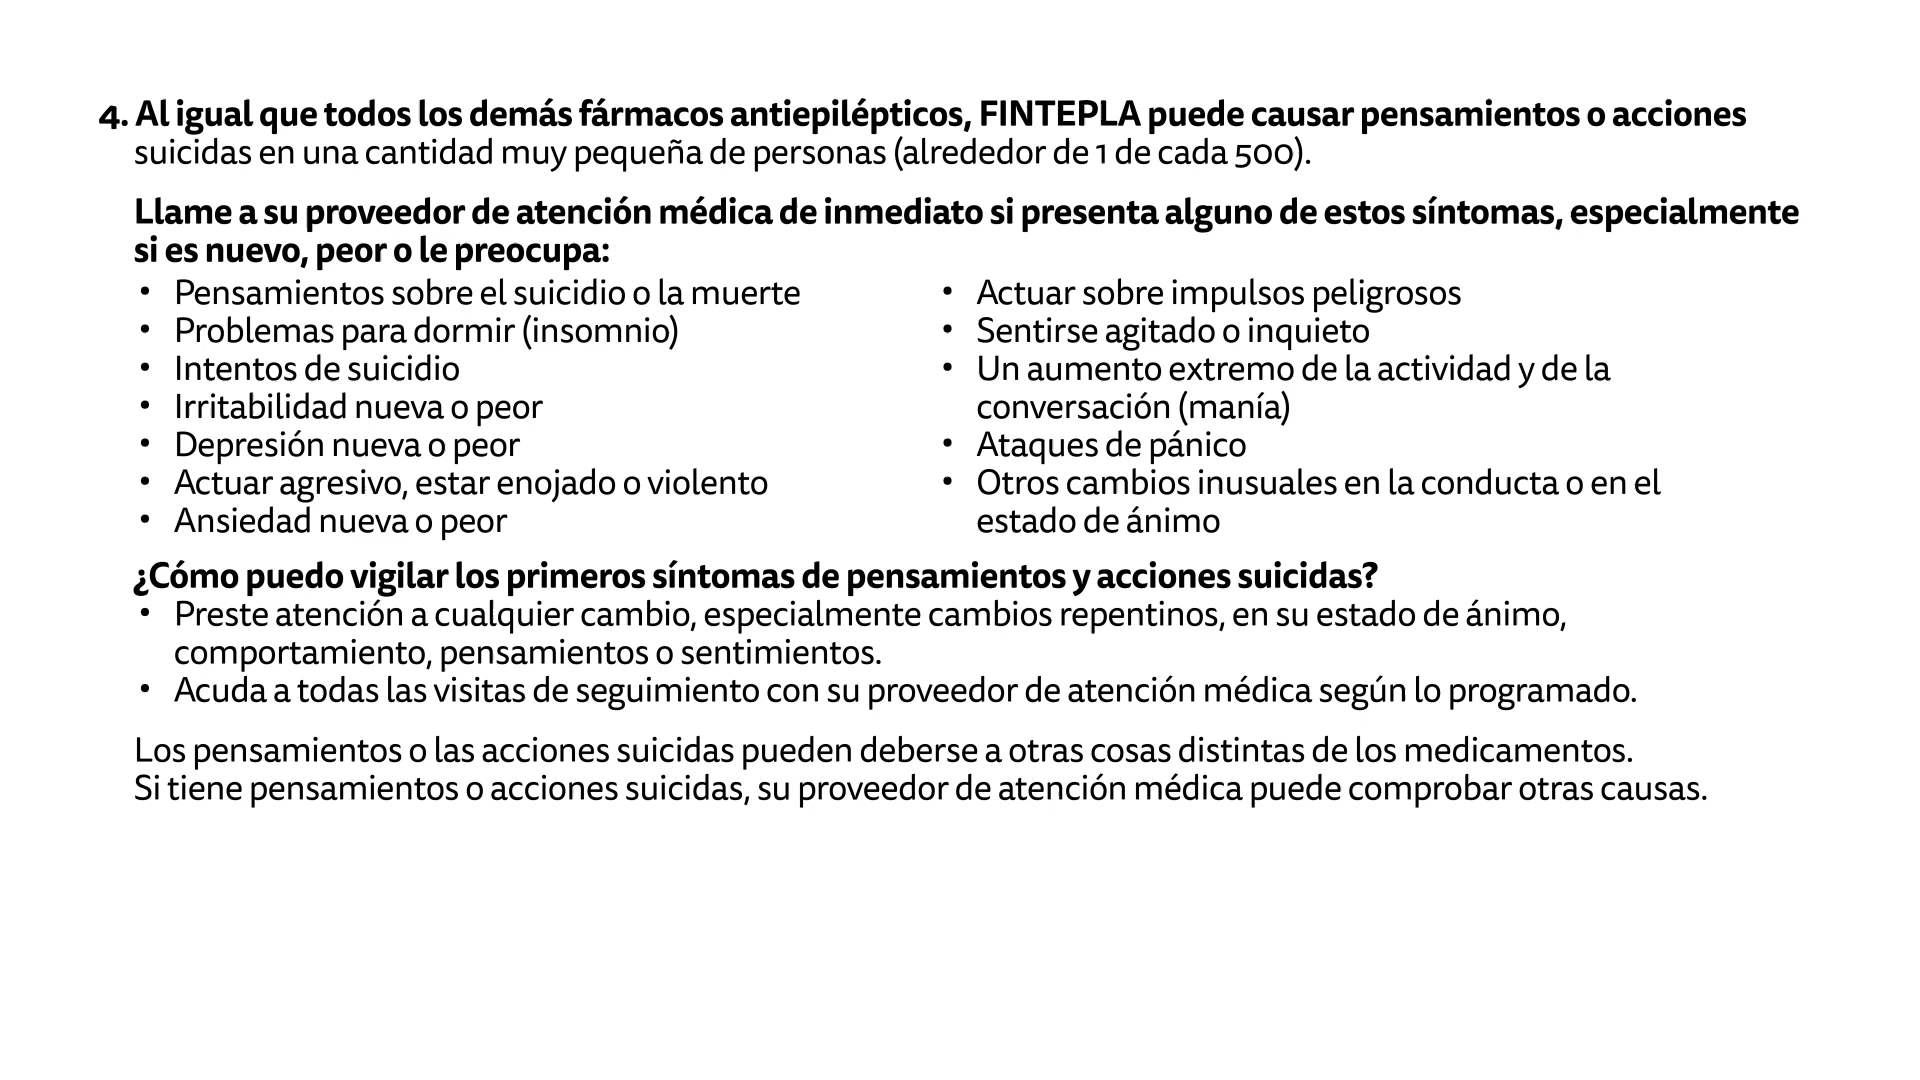 4. Al igual que todos los demás fármacos antiepilépticos, FINTEPLA puede causar pensamientos o acciones
suicidas en una cantidad muy pequeña de personas (alrededor de 1 de cada 500).
Llame a su proveedor de atención médica de inmediato si presenta alguno de estos síntomas, especialmente
si es nuevo, peor o le preocupa:
• Pensamientos sobre el suicidio o la muerte
• Problemas para dormir (insomnio)
• Intentos de suicidio
• Irritabilidad nueva o peor
• Depresión nueva o peor
• Actuar agresivo, estar enojado o violento
• Ansiedad nueva o peor
• Actuar sobre impulsos peligrosos
• Sentirse agitado o inquieto
• Un aumento extremo de la actividad y de la
conversación (manía)
• Ataques de pánico
• Otros cambios inusuales en la conducta o en el
estado de ánimo
¿Cómo puedo vigilar los primeros síntomas de pensamientos y acciones suicidas?
• Preste atención a cualquier cambio, especialmente cambios repentinos, en su estado de ánimo,
comportamiento, pensamientos o sentimientos.
• Acuda a todas las visitas de seguimiento con su proveedor de atención médica según lo programado.
Los pensamientos o las acciones suicidas pueden deberse a otras cosas distintas de los medicamentos.
Si tiene pensamientos o acciones suicidas, su proveedor de atención médica puede comprobar otras causas.